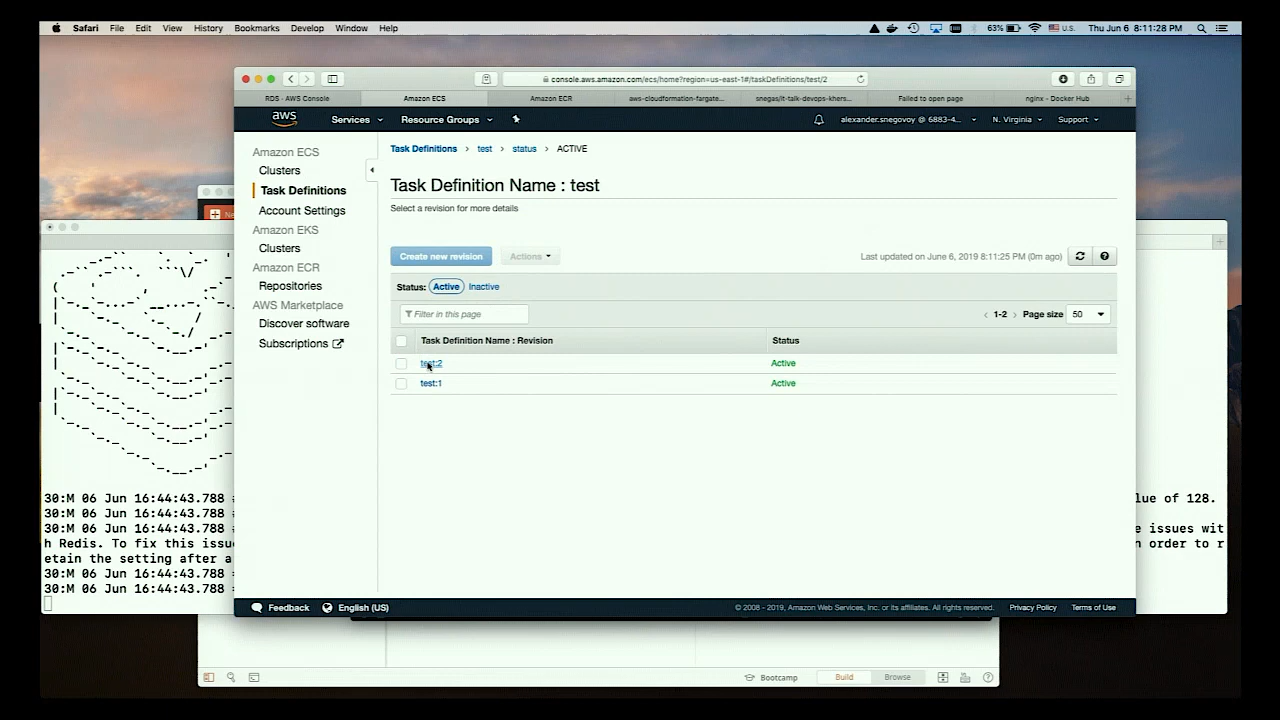 Safari File Edit View History Bookmarks Develop Window Help 63% U.S. Thu Jun 6 8:11:28 PM
console.aws.amazon.com/ecs/home?region=us-east-1#/taskDefinitions/test/2
RDS · AWS Console Amazon ECS Amazon ECR aws-cloudformation-fargate... snegas/it-talk-devops-khers... Failed to open page nginx - Docker Hub
aws Services Resource Groups alexander.snegovoy @ 6883-4... N. Virginia Support
Amazon ECS
Clusters
Task Definitions
Account Settings
Amazon EKS
Clusters
Amazon ECR
Repositories
AWS Marketplace
Discover software
Subscriptions
Task Definitions > test > status > ACTIVE
Task Definition Name : test
Select a revision for more details
Create new revision Actions Last updated on June 6, 2019 8:11:25 PM (0m ago)
Status: Active Inactive
Filter in this page < 1-2 > Page size 50
Task Definition Name : Revision Status
test:2 Active
test:1 Active
30:M 06 Jun 16:44:43.788 # lue of 128.
30:M 06 Jun 16:44:43.788
30:M 06 Jun 16:44:43.788 e issues wit
h Redis. To fix this issu n order to r
etain the setting after a
30:M 06 Jun 16:44:43.788
30:M 06 Jun 16:44:43.788
Feedback English (US) © 2008 - 2019, Amazon Web Services, Inc. or its affiliates. All rights reserved. Privacy Policy Terms of Use
Bootcamp Build Browse